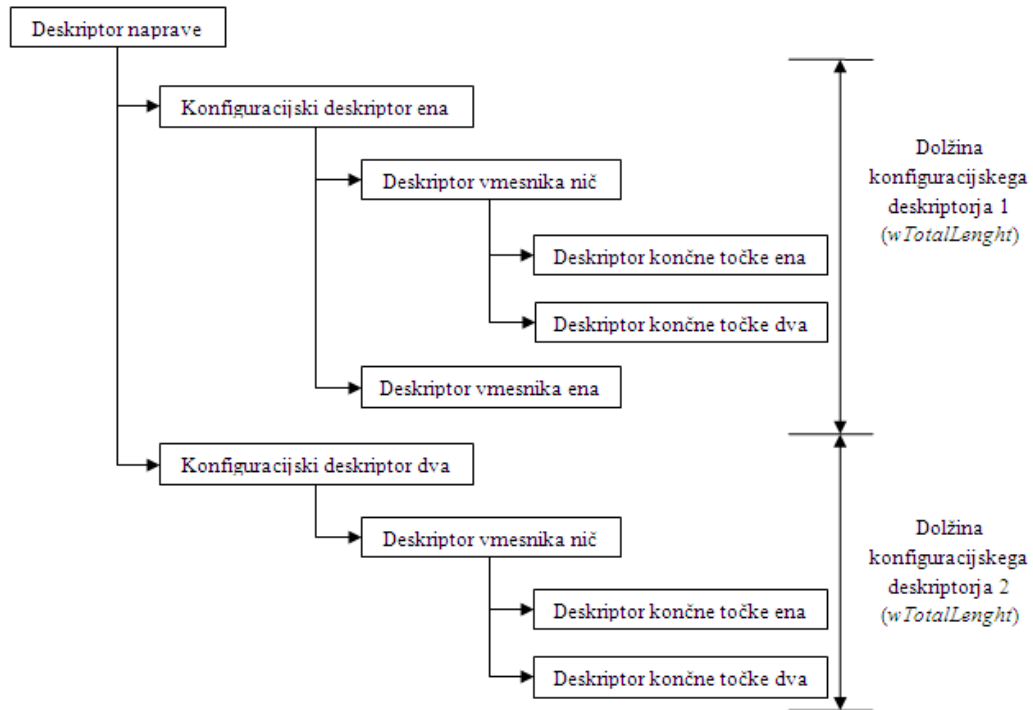 Deskriptor naprave
Konfiguracijski deskriptor ena
Deskriptor vmesnika nič
Deskriptor končne točke ena
Deskriptor končne točke dva
Deskriptor vmesnika ena
Konfiguracijski deskriptor dva
Deskriptor vmesnika nič
Deskriptor končne točke ena
Deskriptor končne točke dva
Dolžina
konfiguracijskega
deskriptorja 1
(wTotalLenght)
Dolžina
konfiguracijskega
deskriptorja 2
(wTotalLenght)